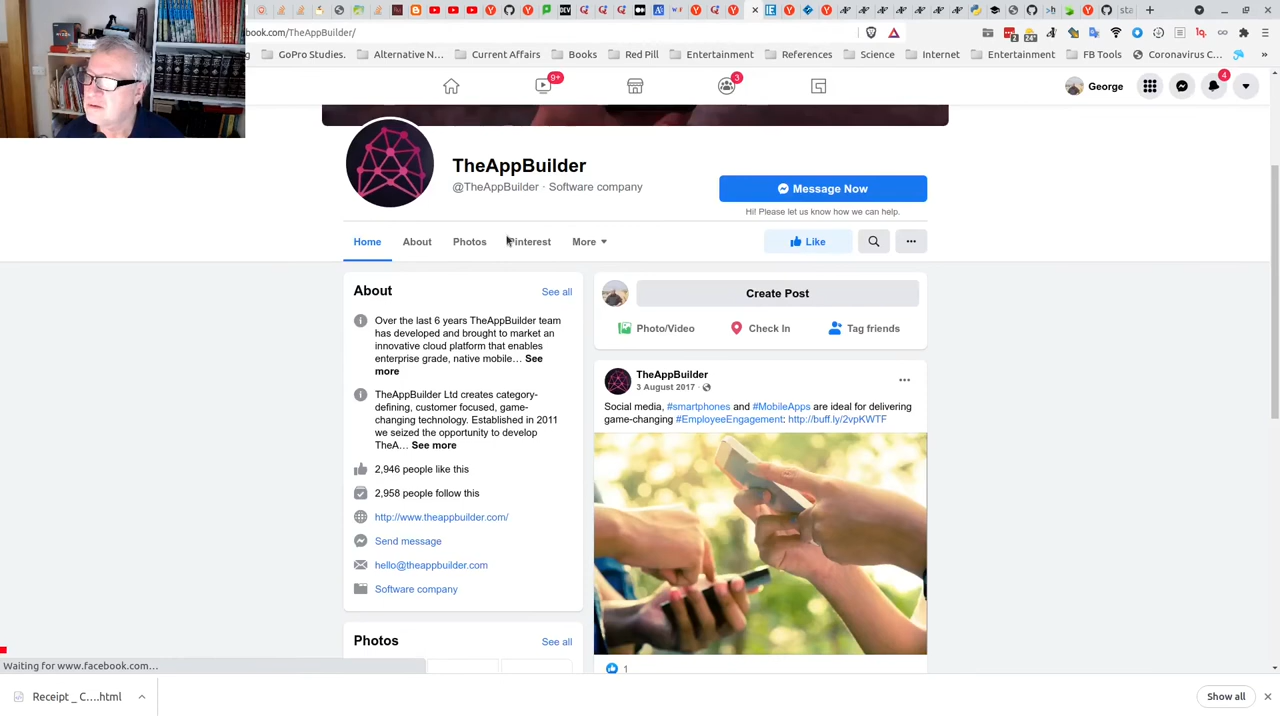 book.com/TheAppBuilder/
GoPro Studies.
Alternative N…
Current Affairs
Books
Red Pill
Entertainment
References
Science
Internet
Entertainment
FB Tools
Coronavirus C…
9+
3
George
4
TheAppBuilder
@TheAppBuilder · Software company
Message Now
Hi! Please let us know how we can help.
Home
About
Photos
Pinterest
More
Like
About
See all
Over the last 6 years TheAppBuilder team
has developed and brought to market an
innovative cloud platform that enables
enterprise grade, native mobile… See
more
TheAppBuilder Ltd creates category-
defining, customer focused, game-
changing technology. Established in 2011
we seized the opportunity to develop
TheA… See more
2,946 people like this
2,958 people follow this
http://www.theappbuilder.com/
Send message
hello@theappbuilder.com
Software company
Photos
See all
Create Post
Photo/Video
Check In
Tag friends
TheAppBuilder
3 August 2017 ·
Social media, #smartphones and #MobileApps are ideal for delivering
game-changing #EmployeeEngagement: http://buff.ly/2vpKWTF
1
Waiting for www.facebook.com…
Receipt _ C….html
Show all